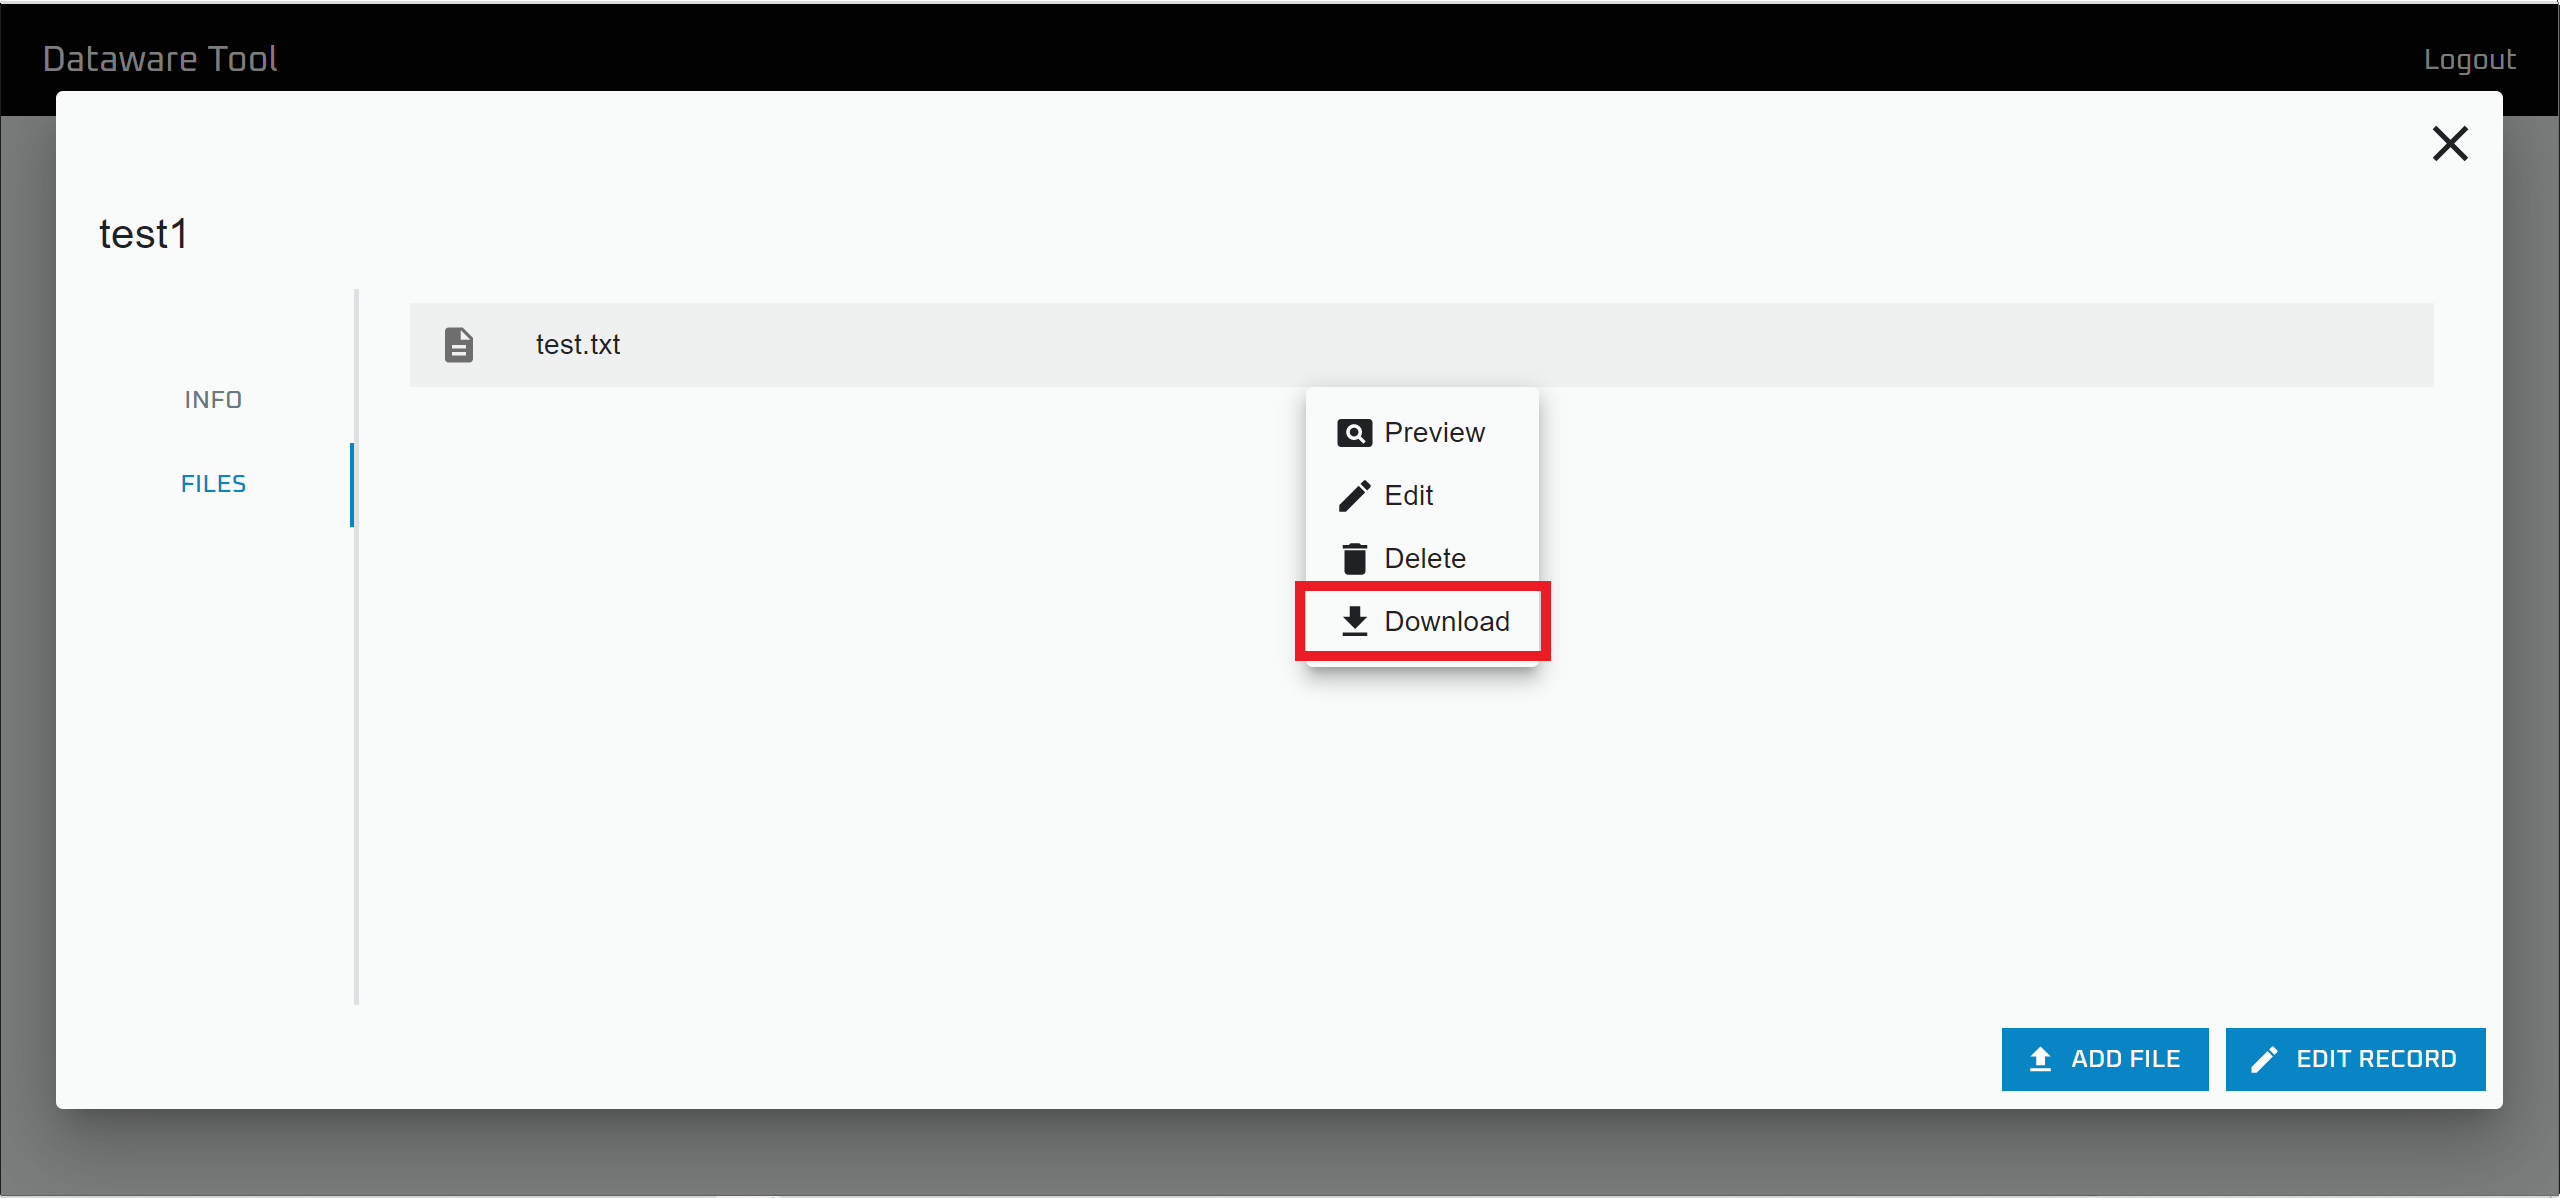 Dataware Tool
Logout
test1
INFO
FILES
test.txt
Preview
Edit
Delete
Download
ADD FILE
EDIT RECORD